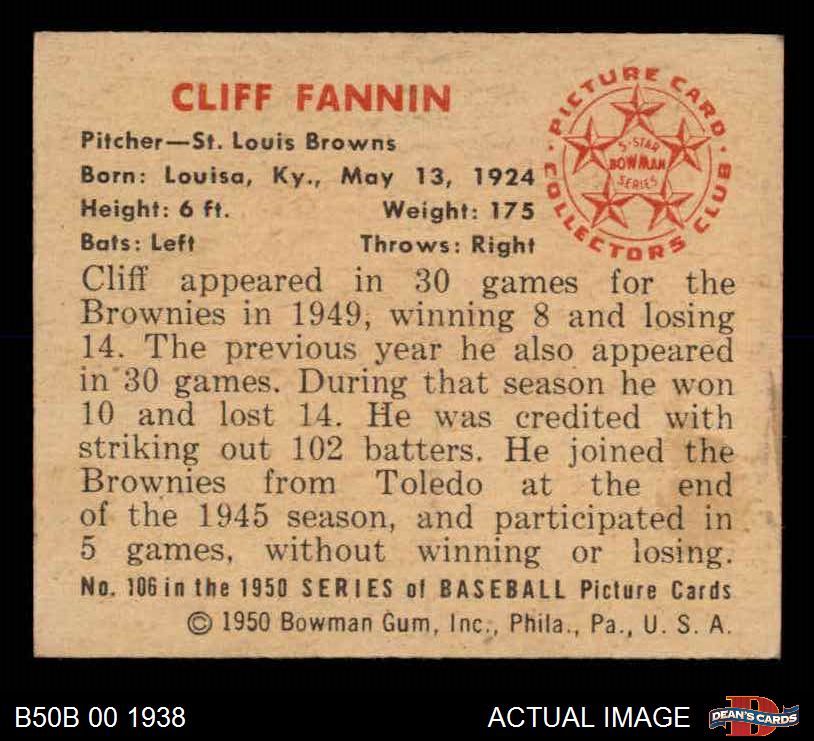 CLIFF FANNIN
Pitcher—St. Louis Browns
Born: Louisa, Ky., May 13, 1924
Height: 6 ft. Weight: 175
Bats: Left Throws: Right
PICTURE CARD
COLLECTORS CLUB
5-STAR
BOWMAN
SERIES
Cliff appeared in 30 games for the
Brownies in 1949, winning 8 and losing
14. The previous year he also appeared
in 30 games. During that season he won
10 and lost 14. He was credited with
striking out 102 batters. He joined the
Brownies from Toledo at the end
of the 1945 season, and participated in
5 games, without winning or losing.
No. 106 in the 1950 SERIES of BASEBALL Picture Cards
© 1950 Bowman Gum, Inc., Phila., Pa., U. S. A.
B50B 00 1938
ACTUAL IMAGE
DEAN'S CARDS